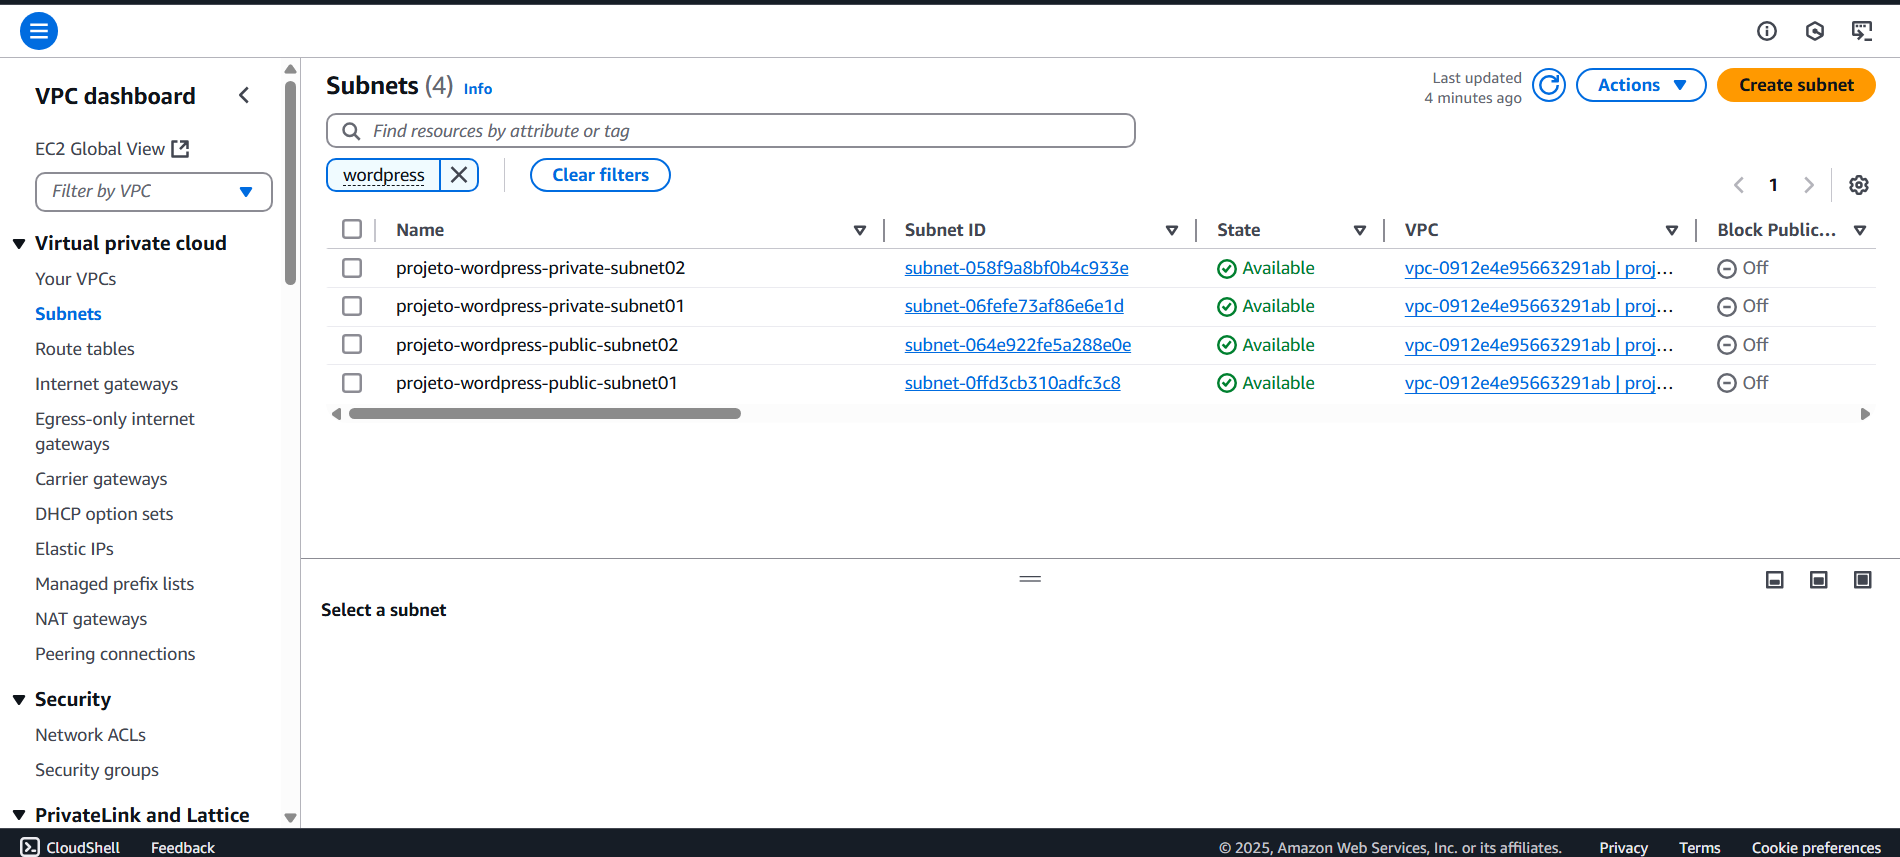 VPC dashboard
EC2 Global View
Filter by VPC
Virtual private cloud
Your VPCs
Subnets
Route tables
Internet gateways
Egress-only internet
gateways
Carrier gateways
DHCP option sets
Elastic IPs
Managed prefix lists
NAT gateways
Peering connections
Security
Network ACLs
Security groups
PrivateLink and Lattice
Subnets (4) Info
Last updated
4 minutes ago
Actions
Create subnet
Find resources by attribute or tag
wordpress
Clear filters
1
Name Subnet ID State VPC Block Public...
projeto-wordpress-private-subnet02 subnet-058f9a8bf0b4c933e Available vpc-0912e4e95663291ab | proj... Off
projeto-wordpress-private-subnet01 subnet-06fefe73af86e6e1d Available vpc-0912e4e95663291ab | proj... Off
projeto-wordpress-public-subnet02 subnet-064e922fe5a288e0e Available vpc-0912e4e95663291ab | proj... Off
projeto-wordpress-public-subnet01 subnet-0ffd3cb310adfc3c8 Available vpc-0912e4e95663291ab | proj... Off
Select a subnet
CloudShell Feedback © 2025, Amazon Web Services, Inc. or its affiliates. Privacy Terms Cookie preferences